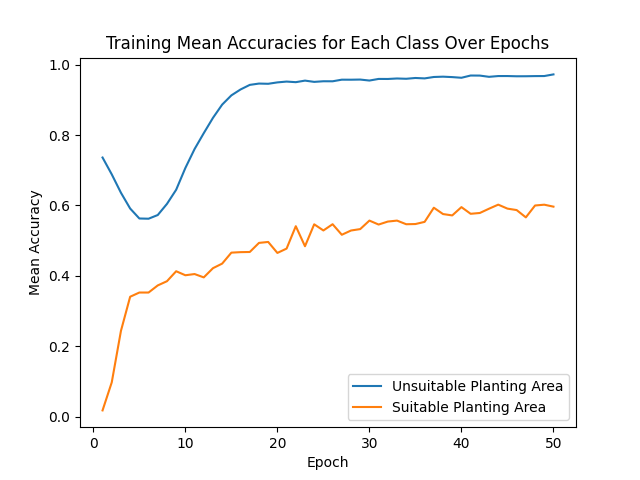 Training Mean Accuracies for Each Class Over Epochs
1.0
0.8
0.6
0.4
0.2
0.0
Mean Accuracy
Unsuitable Planting Area
Suitable Planting Area
0 10 20 30 40 50
Epoch